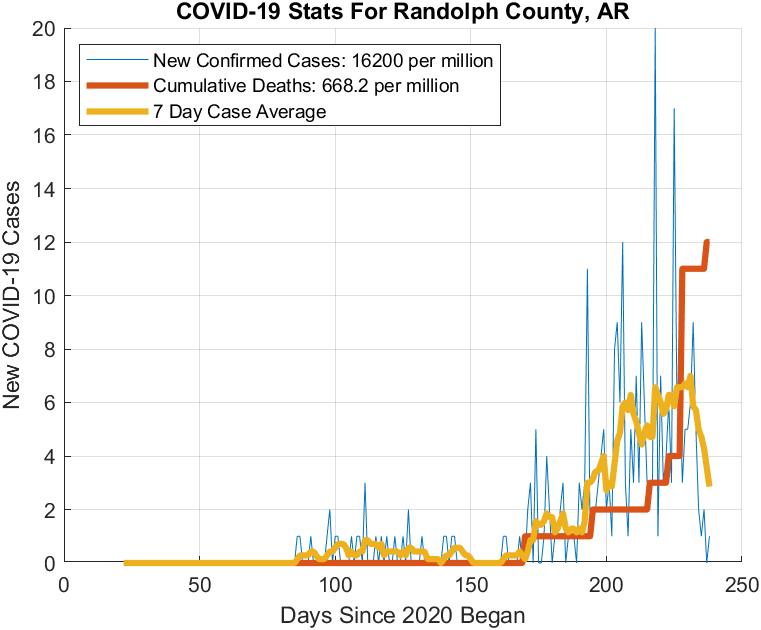 COVID-19 Stats For Randolph County, AR
New Confirmed Cases: 16200 per million
Cumulative Deaths: 668.2 per million
7 Day Case Average
New COVID-19 Cases
20
18
16
14
12
10
8
6
4
2
0
0 50 100 150 200 250
Days Since 2020 Began